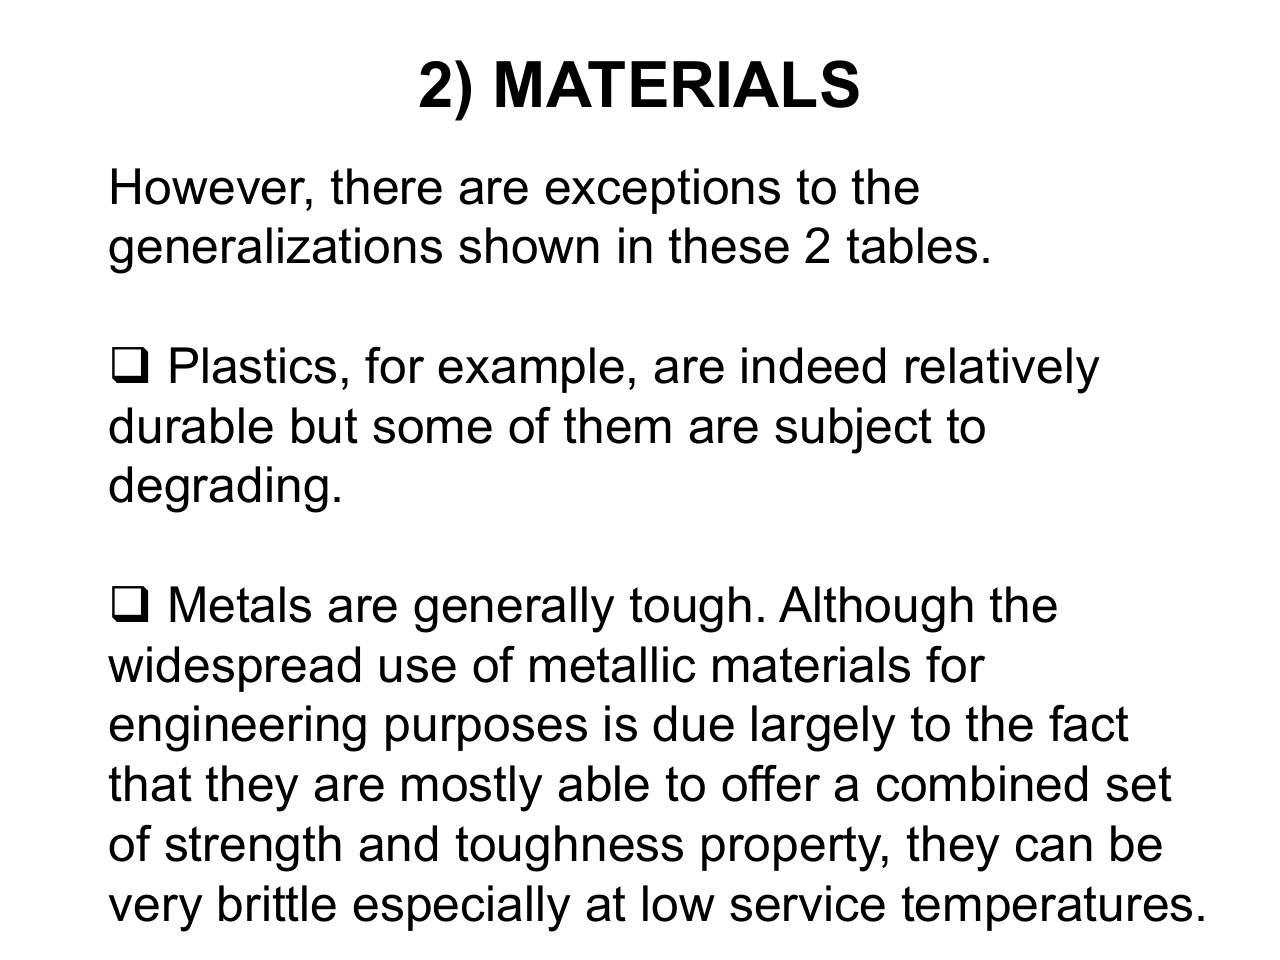 2) MATERIALS
However, there are exceptions to the
generalizations shown in these 2 tables.
❑ Plastics, for example, are indeed relatively
durable but some of them are subject to
degrading.
❑ Metals are generally tough. Although the
widespread use of metallic materials for
engineering purposes is due largely to the fact
that they are mostly able to offer a combined set
of strength and toughness property, they can be
very brittle especially at low service temperatures.